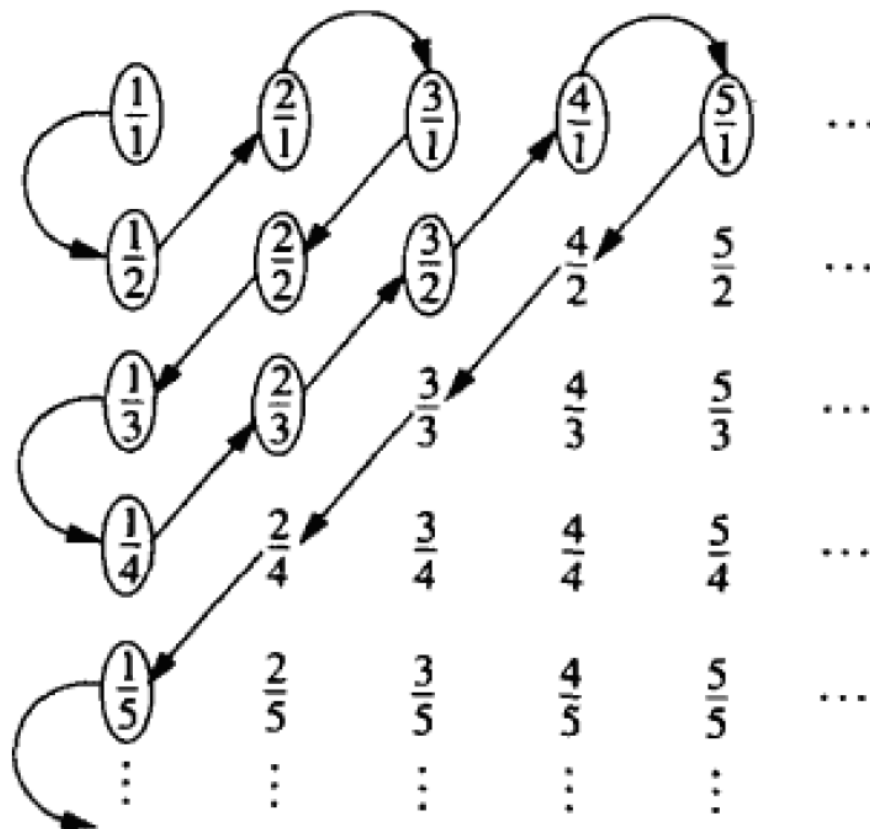 1/1 2/1 3/1 4/1 5/1 ...
1/2 2/2 3/2 4/2 5/2 ...
1/3 2/3 3/3 4/3 5/3 ...
1/4 2/4 3/4 4/4 5/4 ...
1/5 2/5 3/5 4/5 5/5 ...
⋮ ⋮ ⋮ ⋮ ⋮